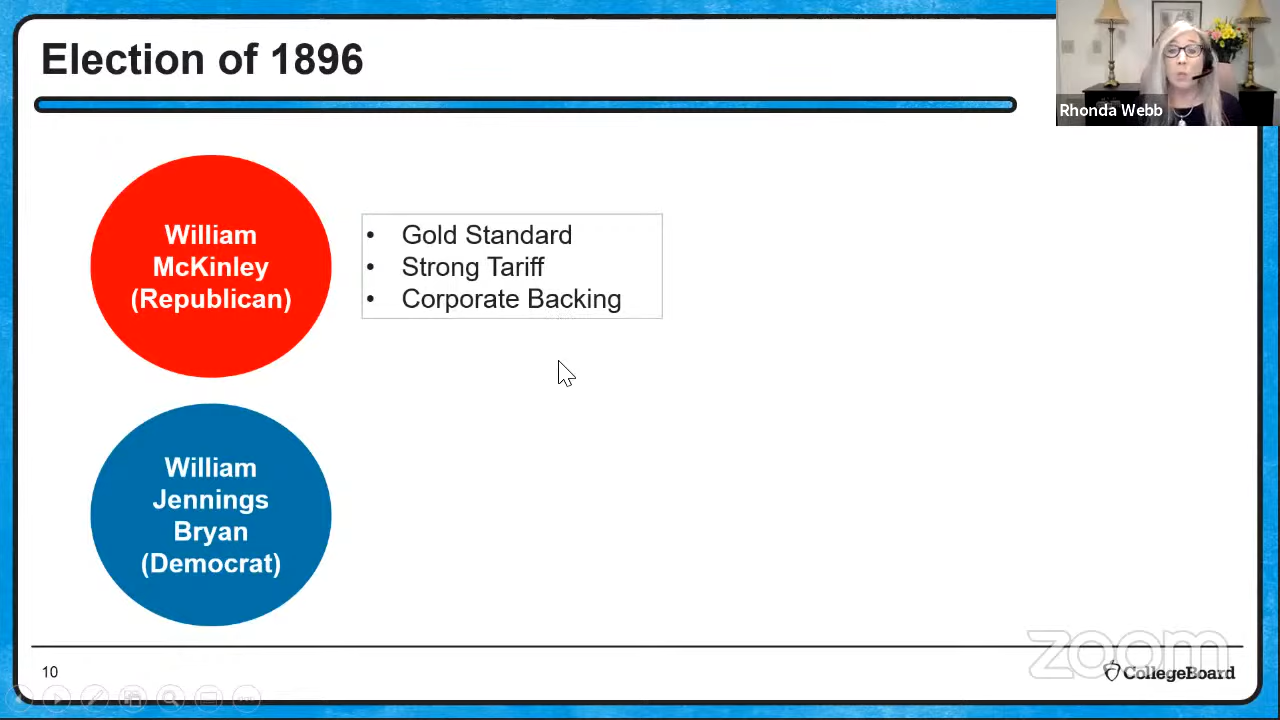 Election of 1896
Rhonda Webb
William
McKinley
(Republican)
• Gold Standard
• Strong Tariff
• Corporate Backing
William
Jennings
Bryan
(Democrat)
zoom
10
CollegeBoard